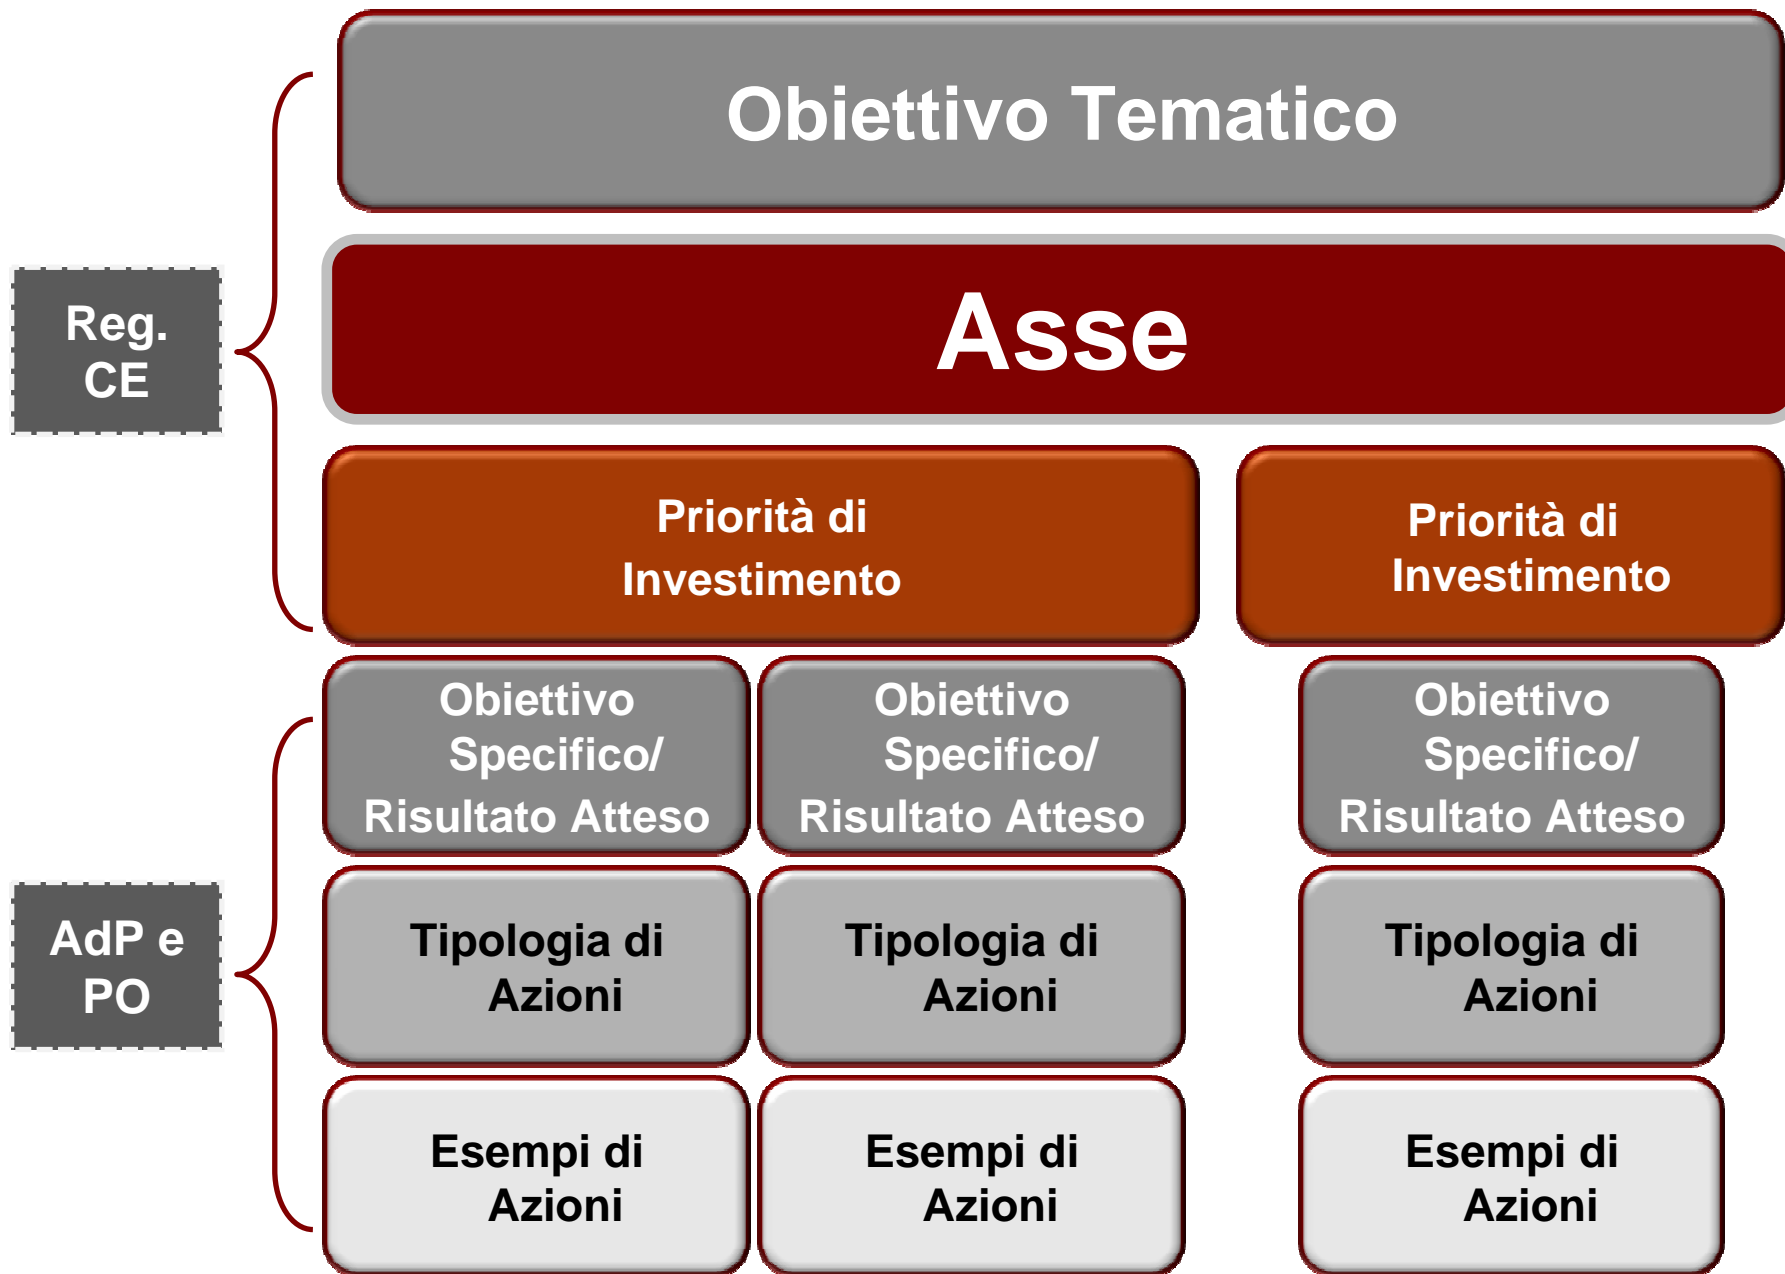 Obiettivo Tematico
Reg.
CE
Asse
Priorità di
Investimento
Priorità di
Investimento
Obiettivo
Specifico/
Risultato Atteso
Obiettivo
Specifico/
Risultato Atteso
Obiettivo
Specifico/
Risultato Atteso
AdP e
PO
Tipologia di
Azioni
Tipologia di
Azioni
Tipologia di
Azioni
Esempi di
Azioni
Esempi di
Azioni
Esempi di
Azioni